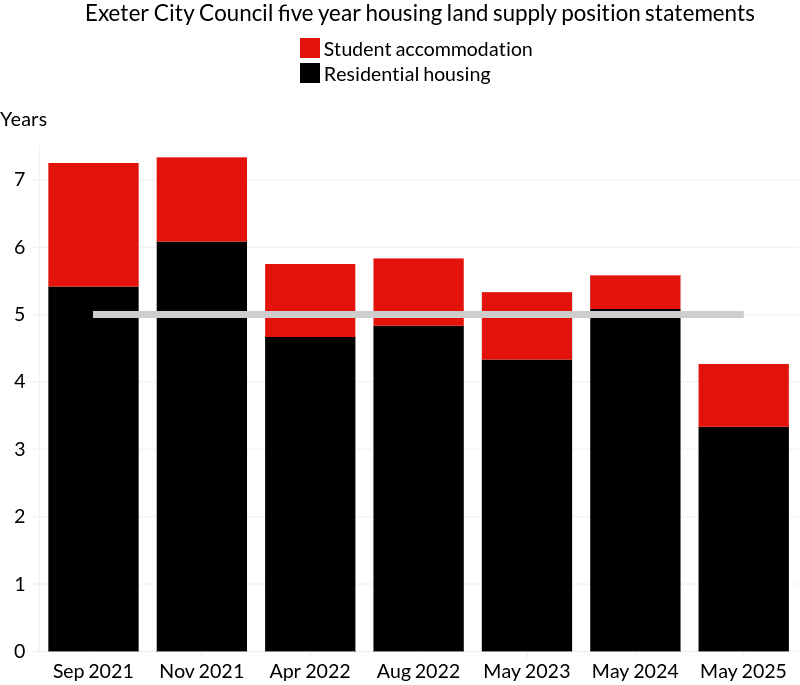 Exeter City Council five year housing land supply position statements
Student accommodation
Residential housing
Years
7
6
5
4
3
2
1
0
Sep 2021 Nov 2021 Apr 2022 Aug 2022 May 2023 May 2024 May 2025